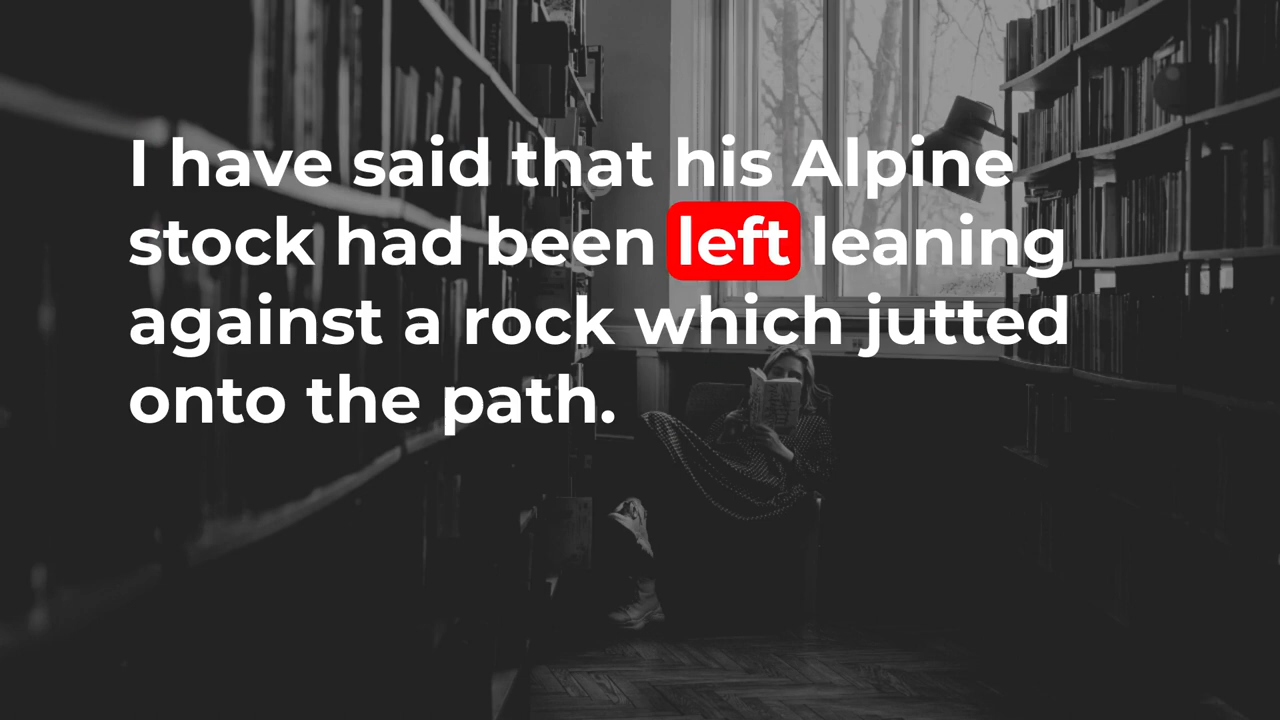 I have said that his Alpine
stock had been left leaning
against a rock which jutted
onto the path.